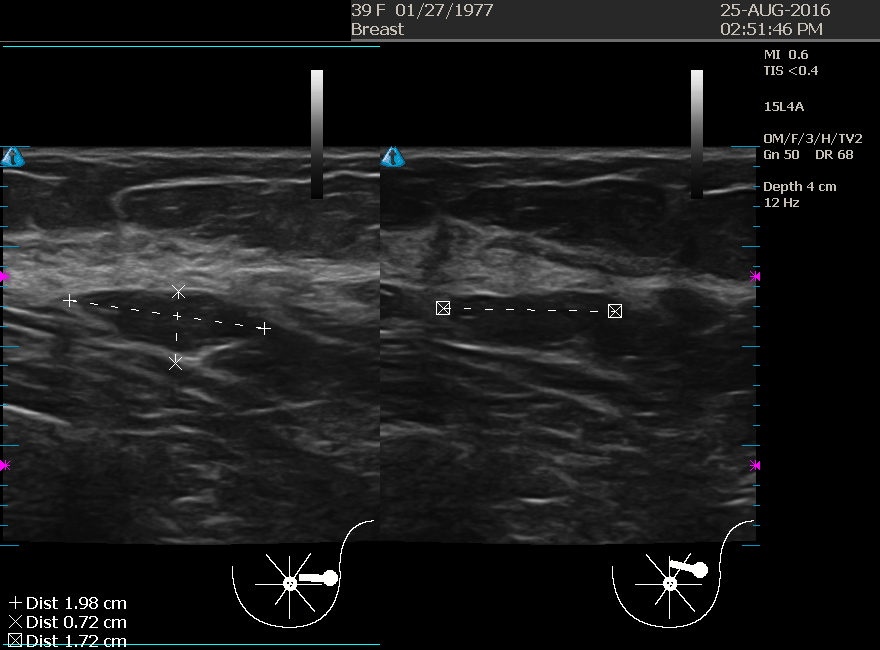 39 F 01/27/1977 25-AUG-2016
Breast 02:51:46 PM
MI 0.6
TIS <0.4
15L4A
OM/F/3/H/TV2
Gn 50 DR 68
Depth 4 cm
12 Hz
Dist 1.98 cm
Dist 0.72 cm
Dist 1.72 cm